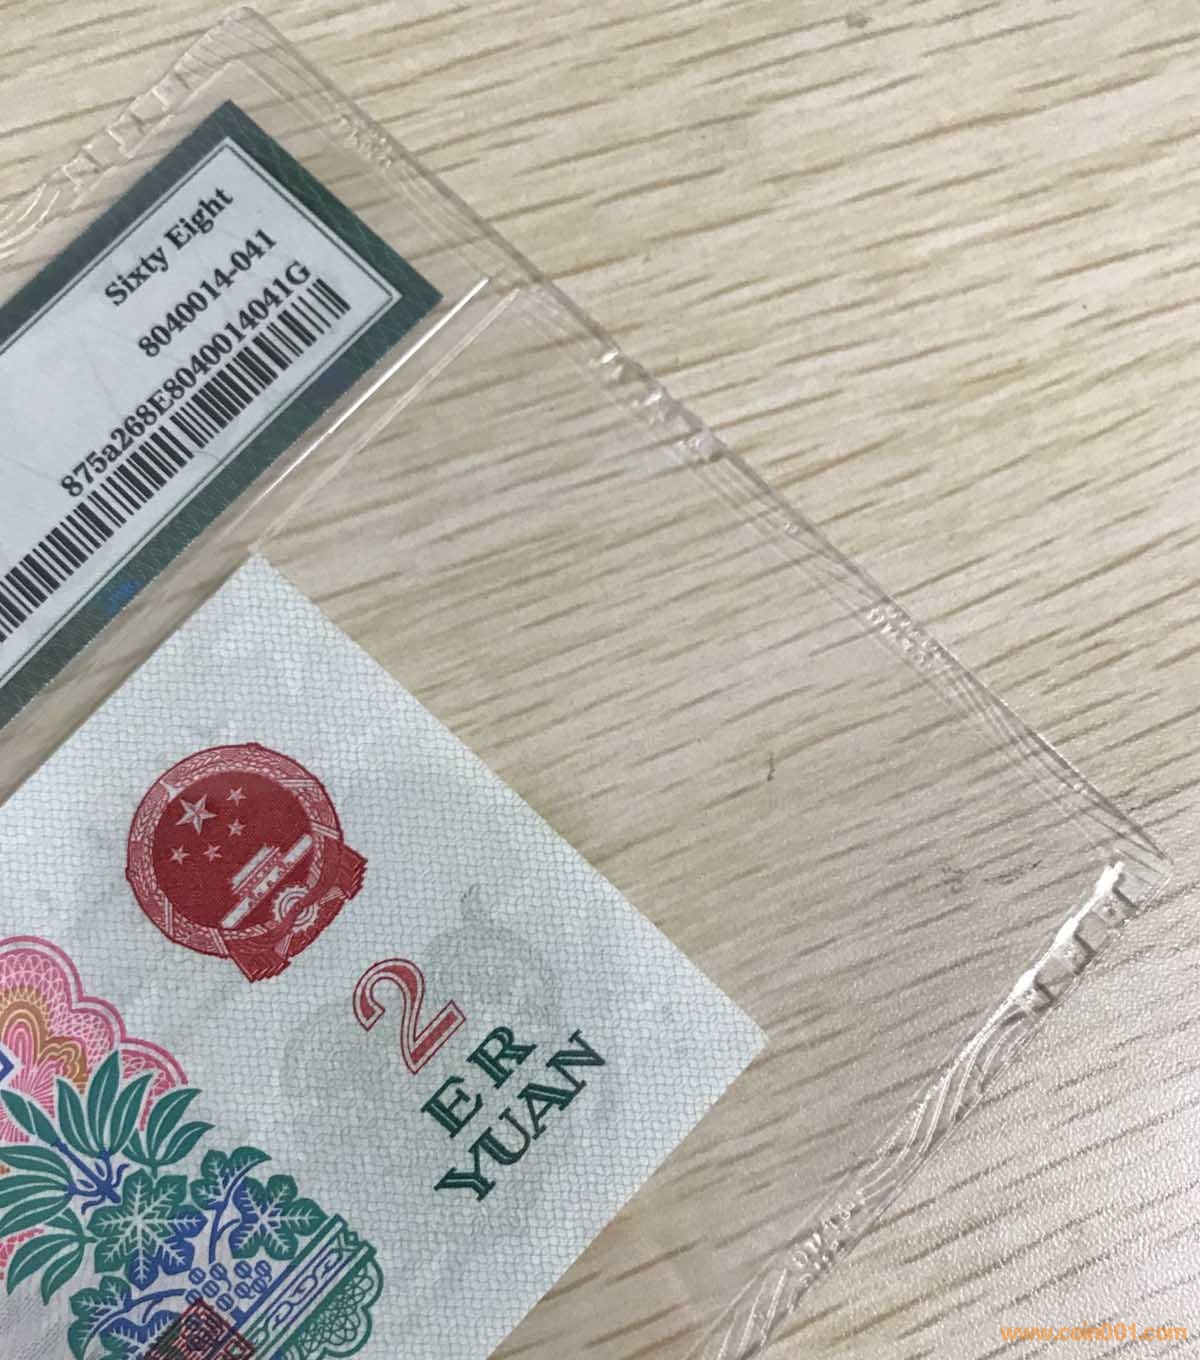 Sixty Eight
8040014-041
875a268E8040014041G
2
ER
YUAN
www.coin001.com